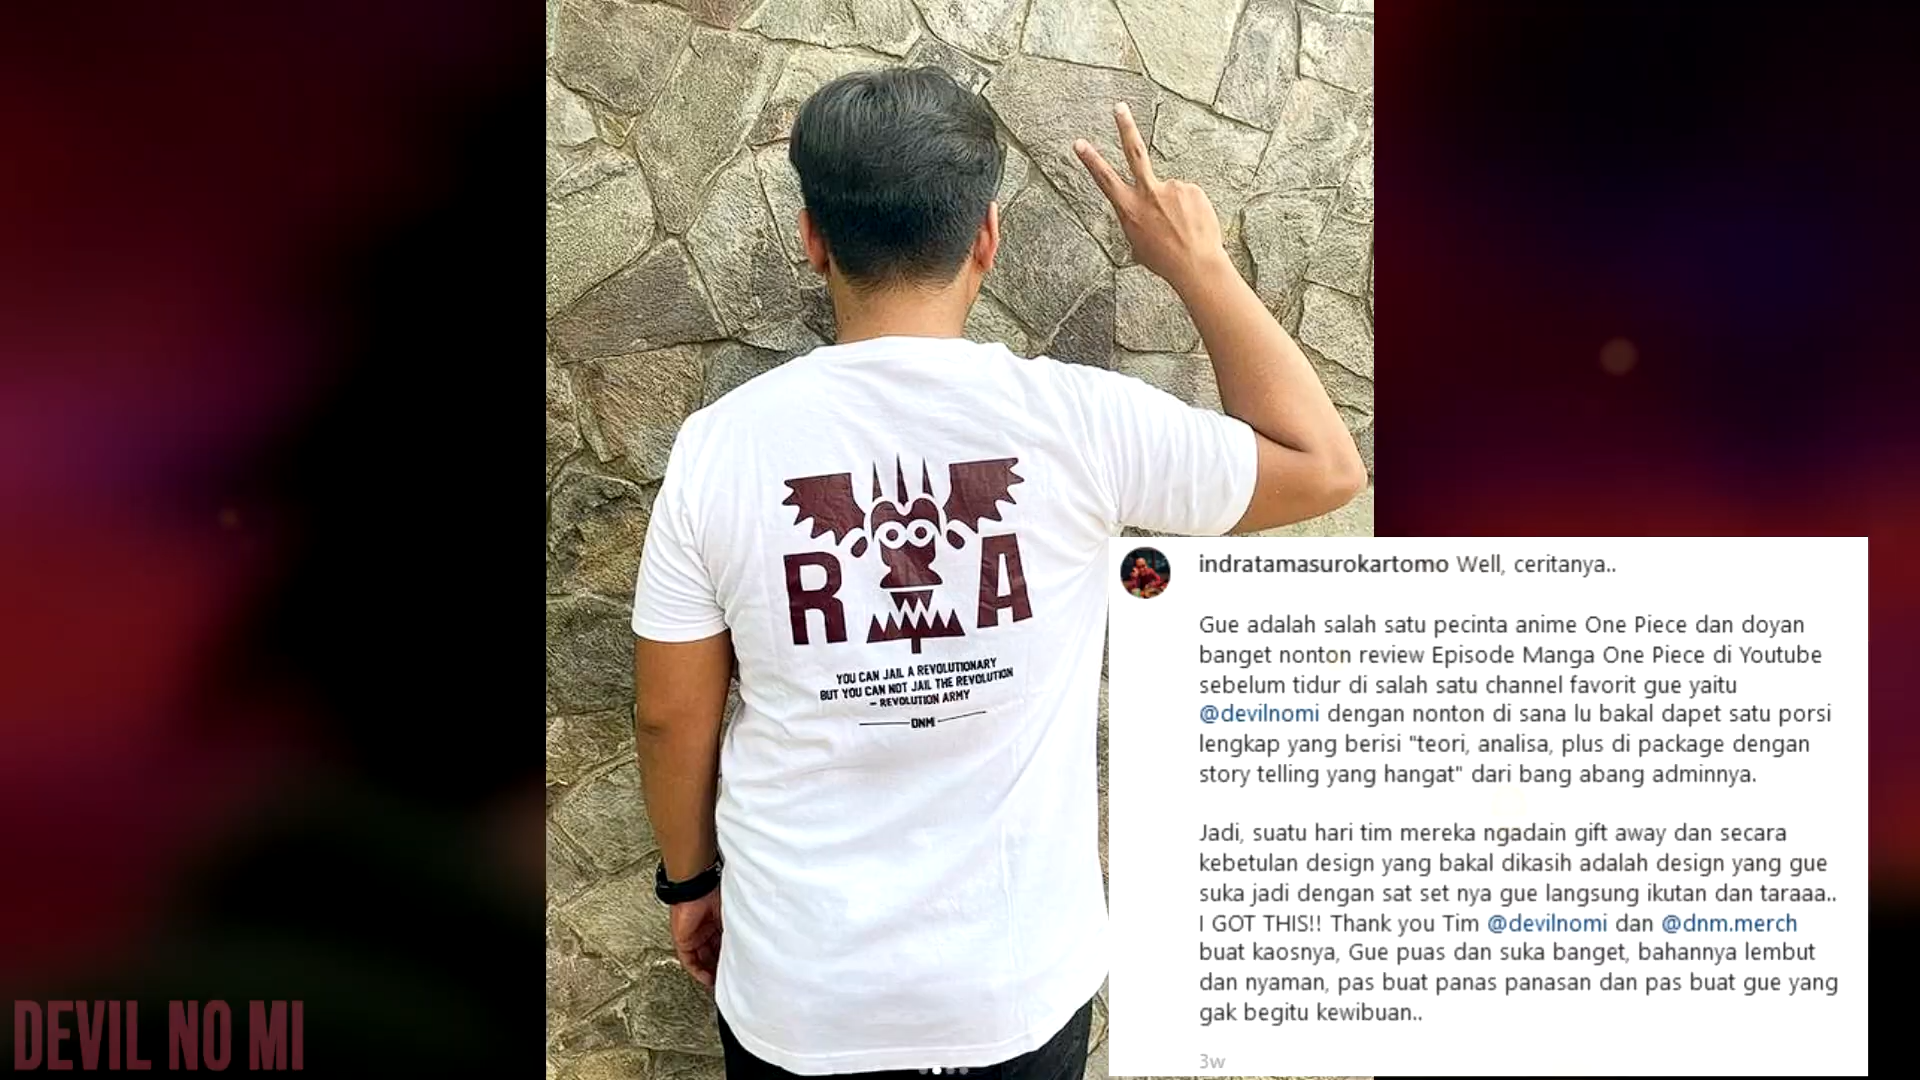 R A
YOU CAN JAIL A REVOLUTIONARY
BUT YOU CAN NOT JAIL THE REVOLUTION
– REVOLUTION ARMY
DNMI
indratamasurokartomo Well, ceritanya..
Gue adalah salah satu pecinta anime One Piece dan doyan
banget nonton review Episode Manga One Piece di Youtube
sebelum tidur di salah satu channel favorit gue yaitu
@devilnomi dengan nonton di sana lu bakal dapet satu porsi
lengkap yang berisi "teori, analisa, plus di package dengan
story telling yang hangat" dari bang abang adminnya.
Jadi, suatu hari tim mereka ngadain gift away dan secara
kebetulan design yang bakal dikasih adalah design yang gue
suka jadi dengan sat set nya gue langsung ikutan dan taraaa..
I GOT THIS!! Thank you Tim @devilnomi dan @dnm.merch
buat kaosnya, Gue puas dan suka banget, bahannya lembut
dan nyaman, pas buat panas panasan dan pas buat gue yang
gak begitu kewibuan..
3w
DEVIL NO MI